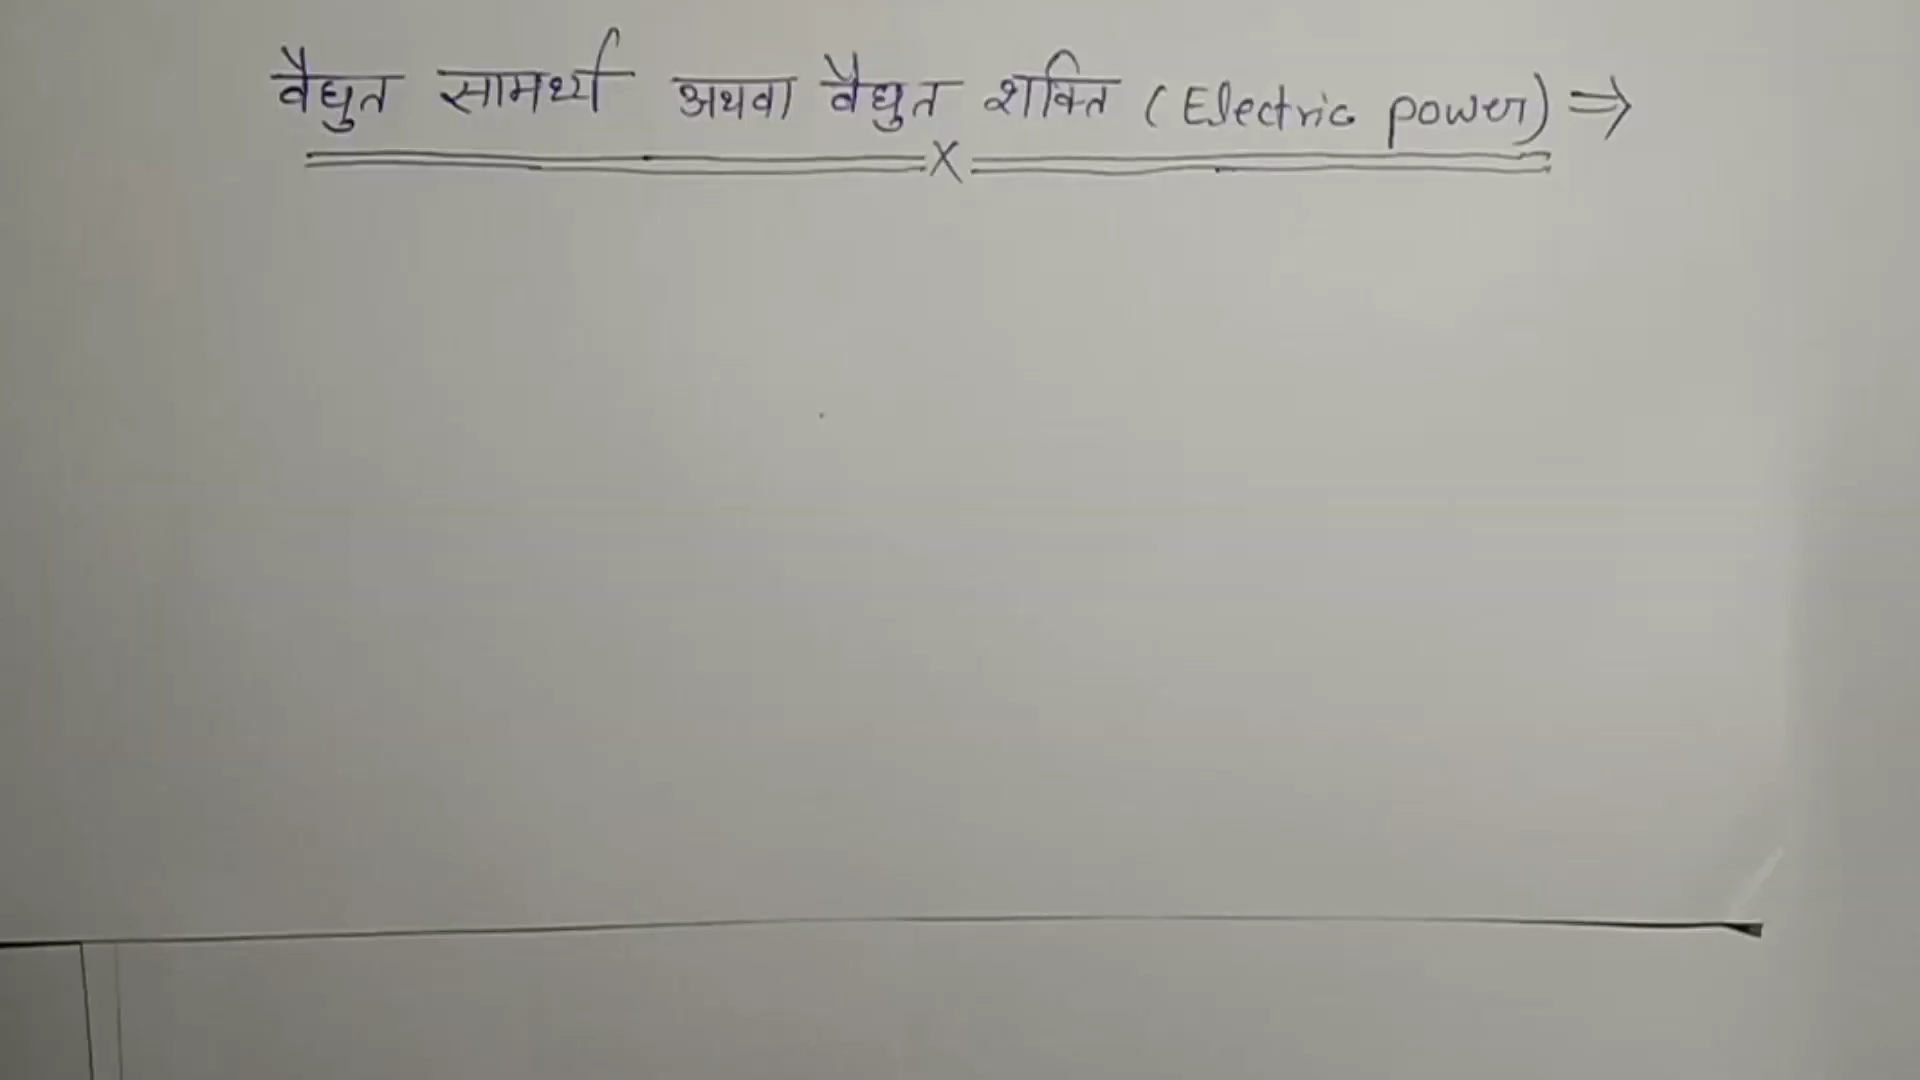 वैद्युत सामर्थ्य अथवा वैद्युत शक्ति (Electric power) ⇒
x